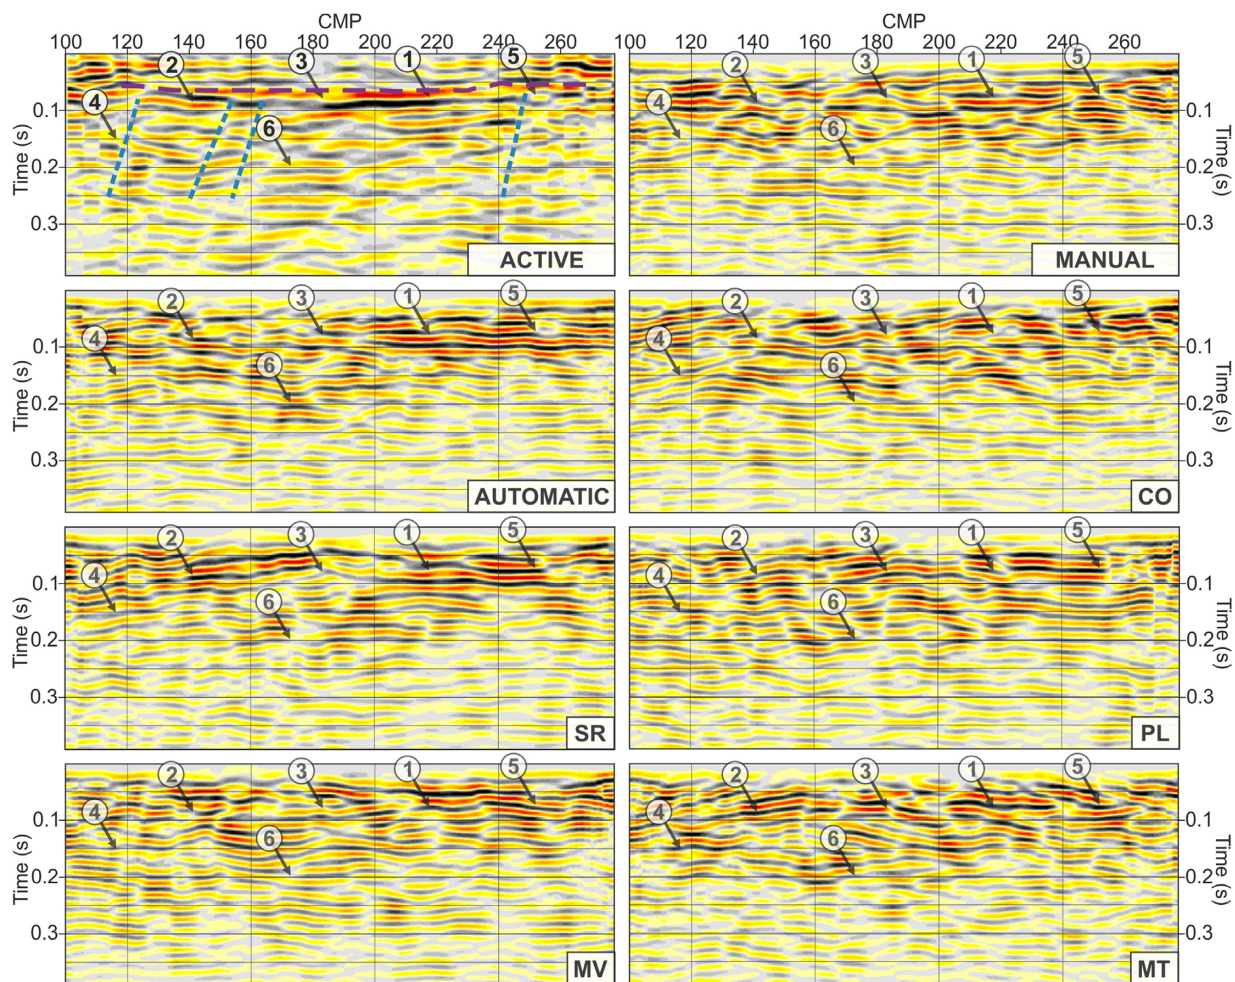 CMP CMP
100 120 140 160 180 200 220 240 260 100 120 140 160 180 200 220 240 260
2 3 1 5 2 3 1 5
4 6 4 6
0.1 0.1
0.2 0.2
0.3 0.3
Time (s) Time (s)
ACTIVE MANUAL
2 3 1 5 2 3 1 5
4 6 4 6
0.1 0.1
0.2 0.2
0.3 0.3
Time (s) Time (s)
AUTOMATIC CO
2 3 1 5 2 3 1 5
4 6 4 6
0.1 0.1
0.2 0.2
0.3 0.3
Time (s) Time (s)
SR PL
2 3 1 5 2 3 1 5
4 6 4 6
0.1 0.1
0.2 0.2
0.3 0.3
Time (s) Time (s)
MV MT